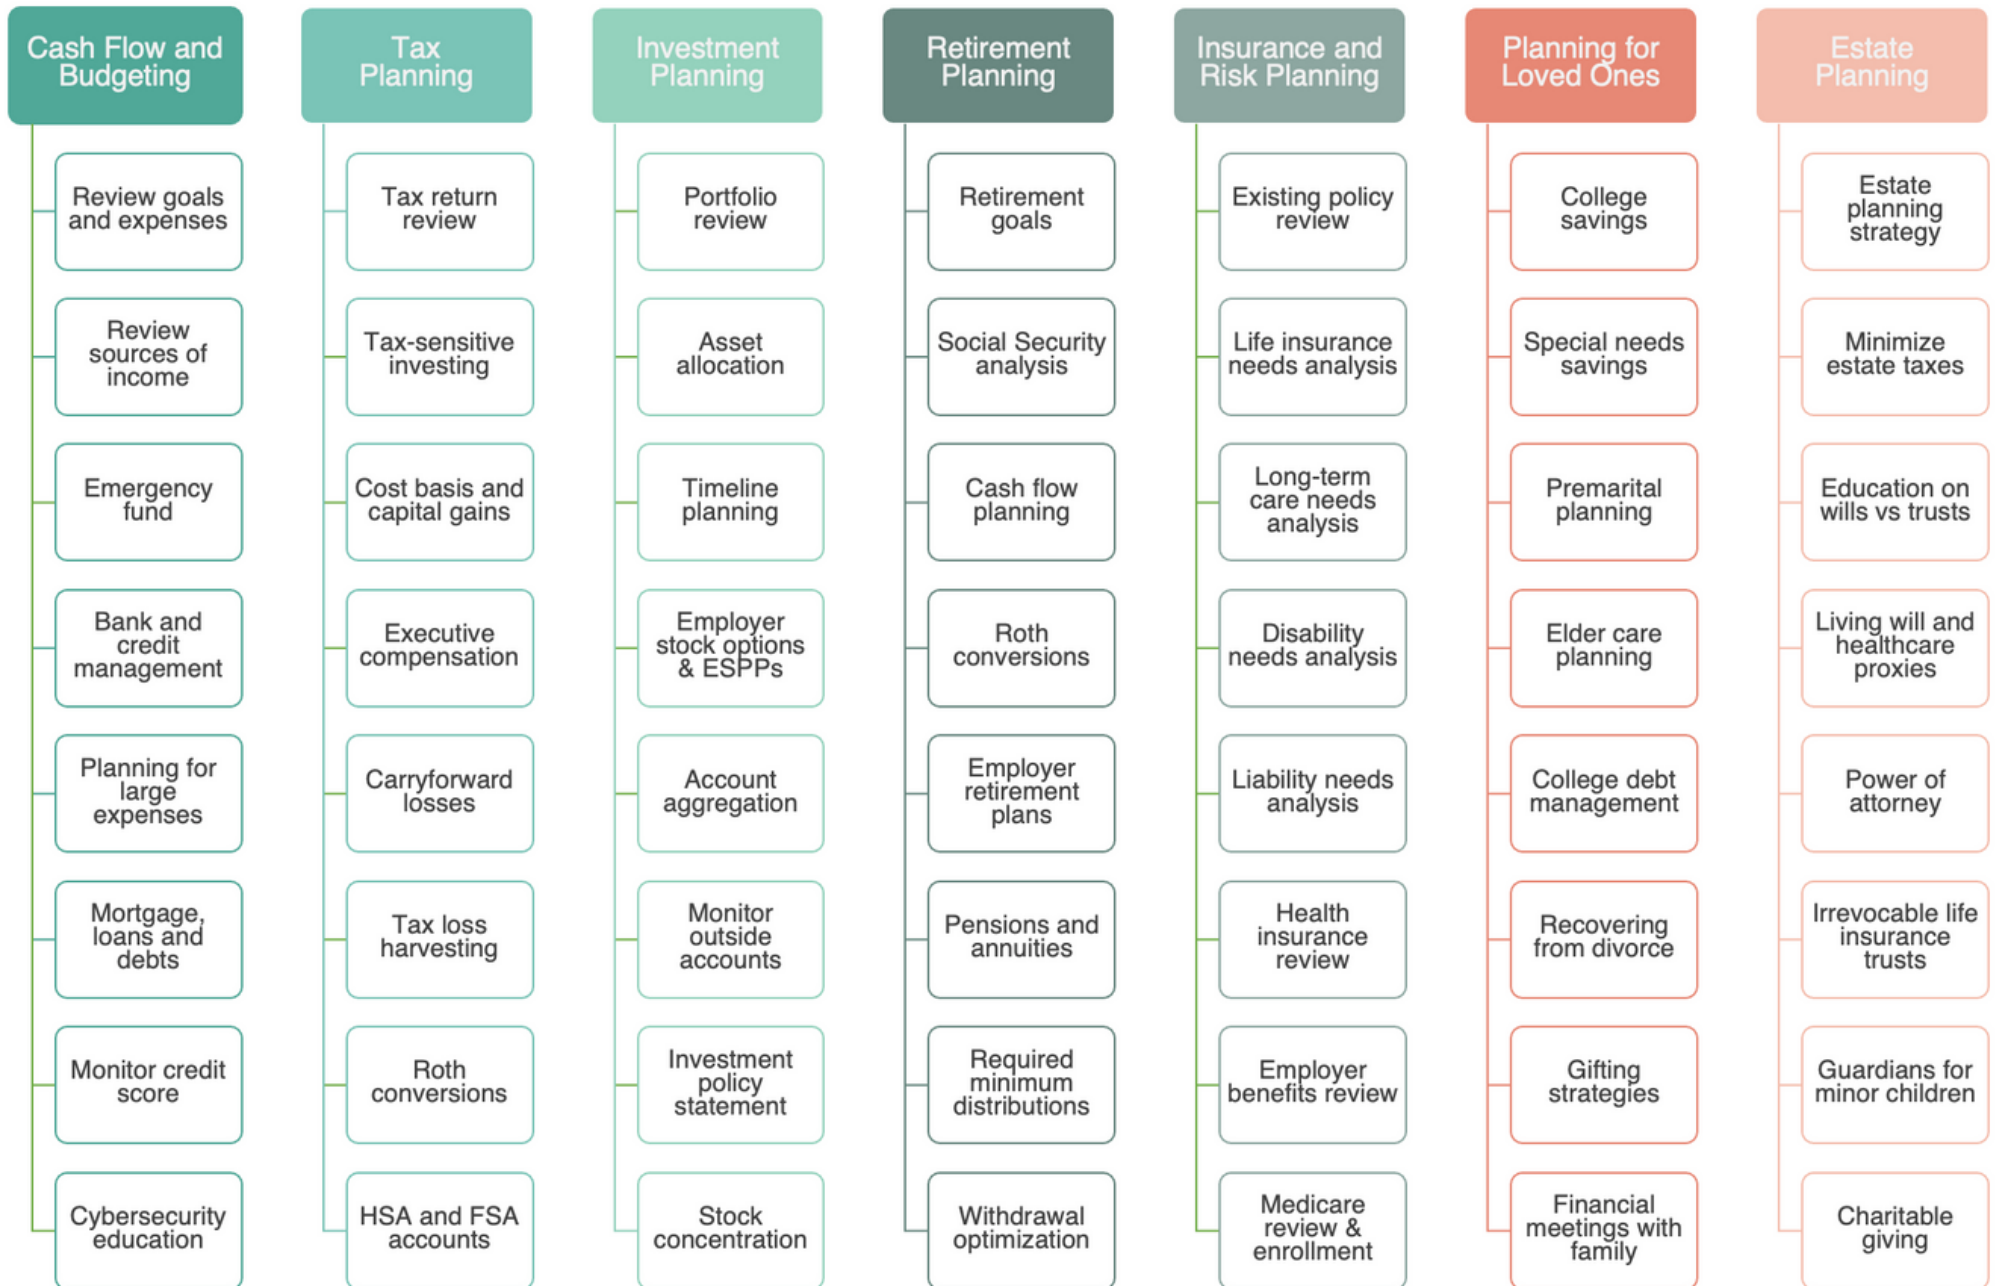 Cash Flow and
Budgeting
Review goals
and expenses
Review
sources of
income
Emergency
fund
Bank and
credit
management
Planning for
large
expenses
Mortgage,
loans and
debts
Monitor credit
score
Cybersecurity
education
Tax
Planning
Tax return
review
Tax-sensitive
investing
Cost basis and
capital gains
Executive
compensation
Carryforward
losses
Tax loss
harvesting
Roth
conversions
HSA and FSA
accounts
Investment
Planning
Portfolio
review
Asset
allocation
Timeline
planning
Employer
stock options
& ESPPs
Account
aggregation
Monitor
outside
accounts
Investment
policy
statement
Stock
concentration
Retirement
Planning
Retirement
goals
Social Security
analysis
Cash flow
planning
Roth
conversions
Employer
retirement
plans
Pensions and
annuities
Required
minimum
distributions
Withdrawal
optimization
Insurance and
Risk Planning
Existing policy
review
Life insurance
needs analysis
Long-term
care needs
analysis
Disability
needs analysis
Liability needs
analysis
Health
insurance
review
Employer
benefits review
Medicare
review &
enrollment
Planning for
Loved Ones
College
savings
Special needs
savings
Premarital
planning
Elder care
planning
College debt
management
Recovering
from divorce
Gifting
strategies
Financial
meetings with
family
Estate
Planning
Estate
planning
strategy
Minimize
estate taxes
Education on
wills vs trusts
Living will and
healthcare
proxies
Power of
attorney
Irrevocable life
insurance
trusts
Guardians for
minor children
Charitable
giving